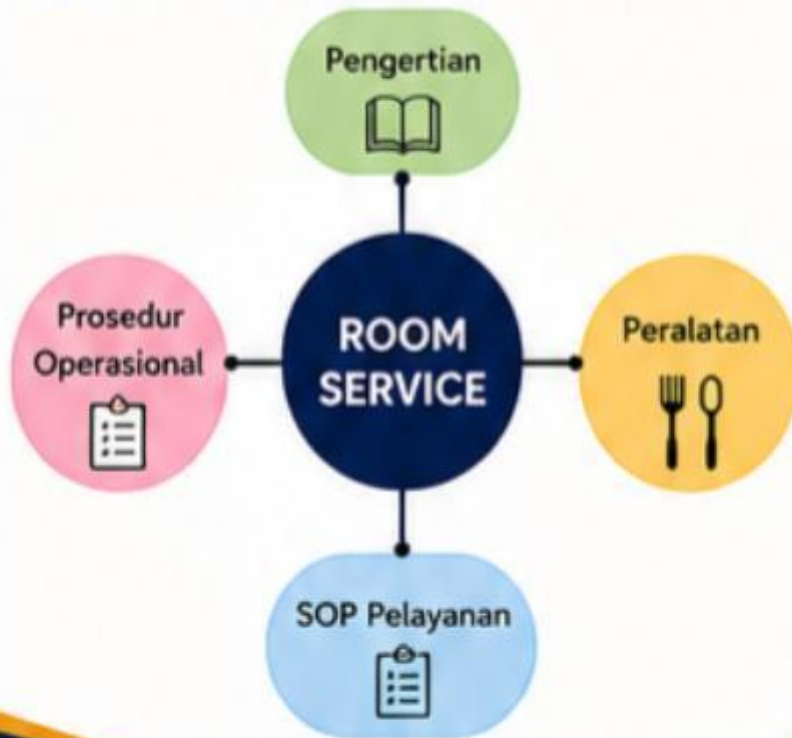 Pengertian
Prosedur
Operasional
ROOM
SERVICE
Peralatan
SOP Pelayanan